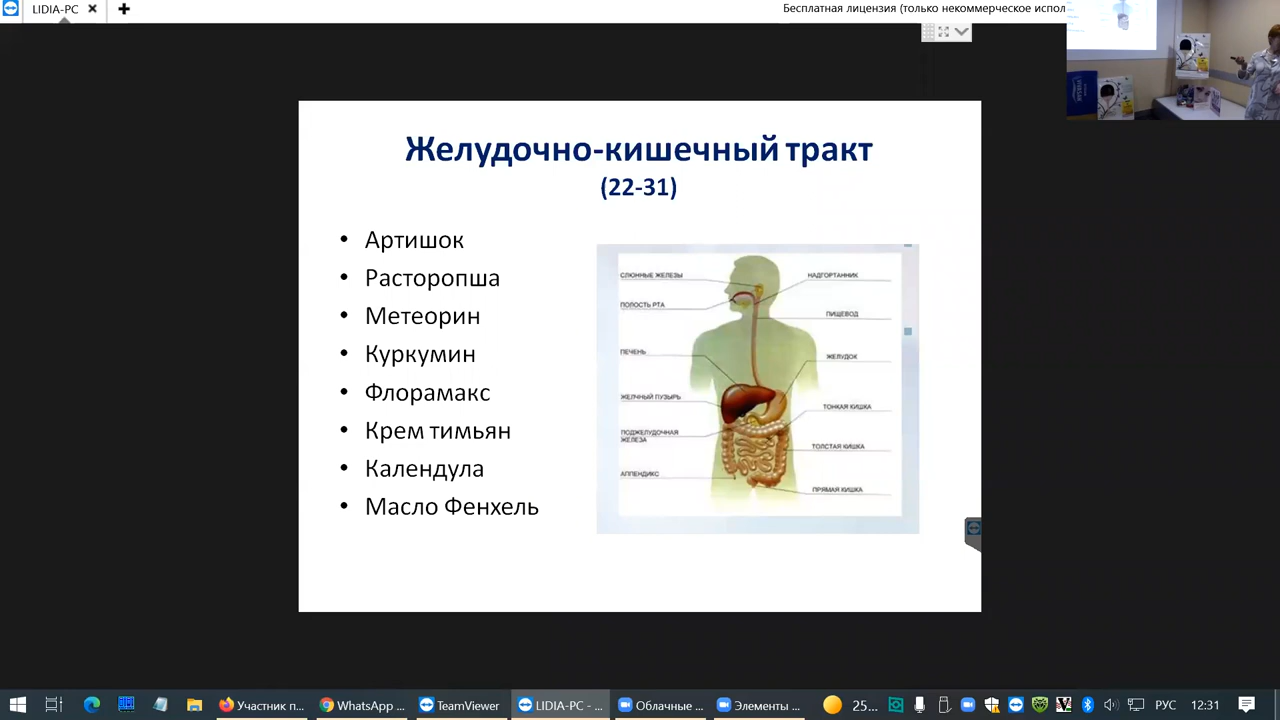 LIDIA-PC
Бесплатная лицензия (только некоммерческое испол
Желудочно-кишечный тракт
(22-31)
• Артишок
• Расторопша
• Метеорин
• Куркумин
• Флорамакс
• Крем тимьян
• Календула
• Масло Фенхель
СЛЮННЫЕ ЖЕЛЕЗЫ
ПОЛОСТЬ РТА
ПЕЧЕНЬ
ЖЕЛЧНЫЙ ПУЗЫРЬ
ПОДЖЕЛУДОЧНАЯ
ЖЕЛЕЗА
АППЕНДИКС
НАДГОРТАННИК
ПИЩЕВОД
ЖЕЛУДОК
ТОНКАЯ КИШКА
ТОЛСТАЯ КИШКА
ПРЯМАЯ КИШКА
Участник п...
WhatsApp ...
TeamViewer
LIDIA-PC - ...
Облачные ...
Элементы ...
25...
РУС
12:31